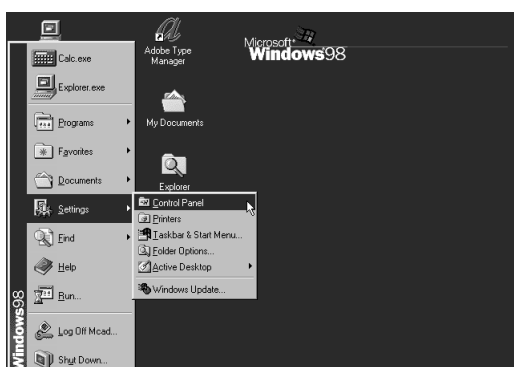 Adobe Type
Manager
Microsoft
Windows98
Calc.exe
Explorer.exe
Programs
My Documents
Favorites
Documents
Explorer
Settings
Control Panel
Printers
Taskbar & Start Menu...
Folder Options...
Active Desktop
Windows Update...
Find
Help
Run...
Log Off Mcad...
Shut Down...
Windows98